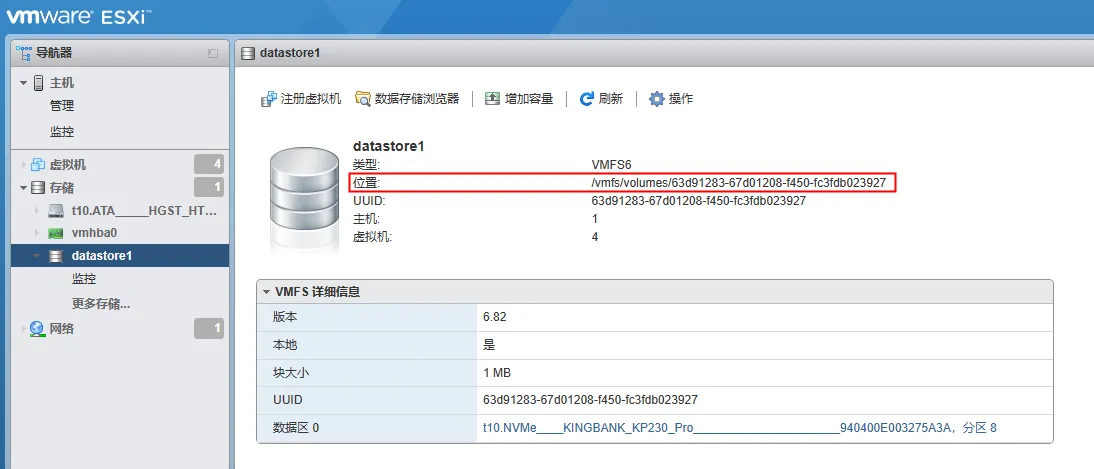 vmware ESXi™
导航器
主机
管理
监控
虚拟机 4
存储 1
t10.ATA_____HGST_HT...
vmhba0
datastore1
监控
更多存储...
网络 1
datastore1
注册虚拟机 数据存储浏览器 增加容量 刷新 操作
datastore1
类型: VMFS6
位置: /vmfs/volumes/63d91283-67d01208-f450-fc3fdb023927
UUID: 63d91283-67d01208-f450-fc3fdb023927
主机: 1
虚拟机: 4
VMFS 详细信息
版本 6.82
本地 是
块大小 1 MB
UUID 63d91283-67d01208-f450-fc3fdb023927
数据区 0 t10.NVMe____KINGBANK_KP230_Pro________________________940400E003275A3A，分区 8